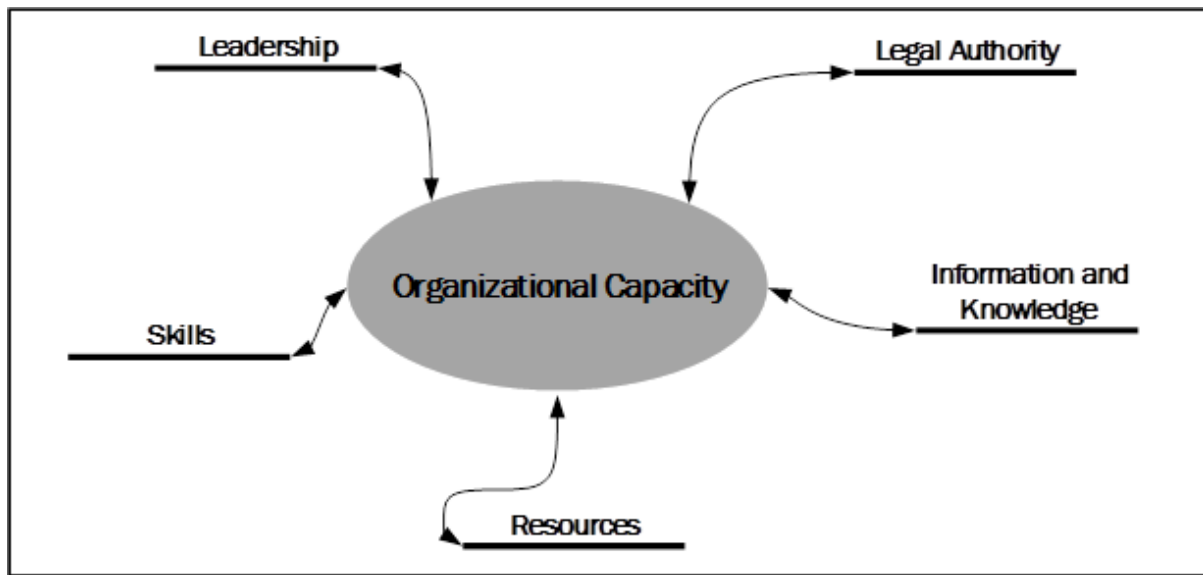 Leadership
Legal Authority
Organizational Capacity
Information and
Knowledge
Skills
Resources